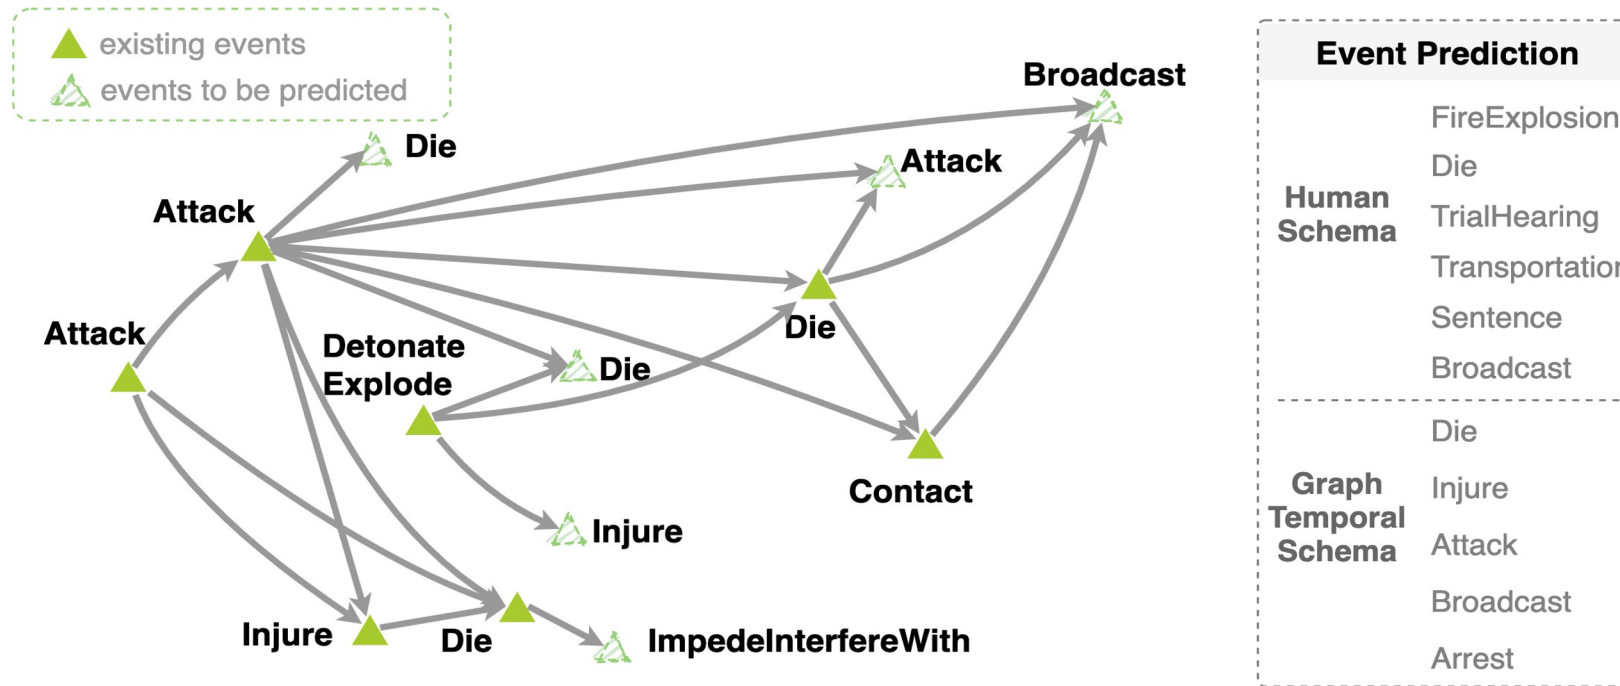 existing events
events to be predicted
Broadcast
Die
Attack
Attack
Attack
Detonate
Explode
Die
Die
Contact
Injure
Injure
Die
ImpedeInterfereWith
Event Prediction
Human
Schema
FireExplosion
Die
TrialHearing
Transportation
Sentence
Broadcast
Graph
Temporal
Schema
Die
Injure
Attack
Broadcast
Arrest